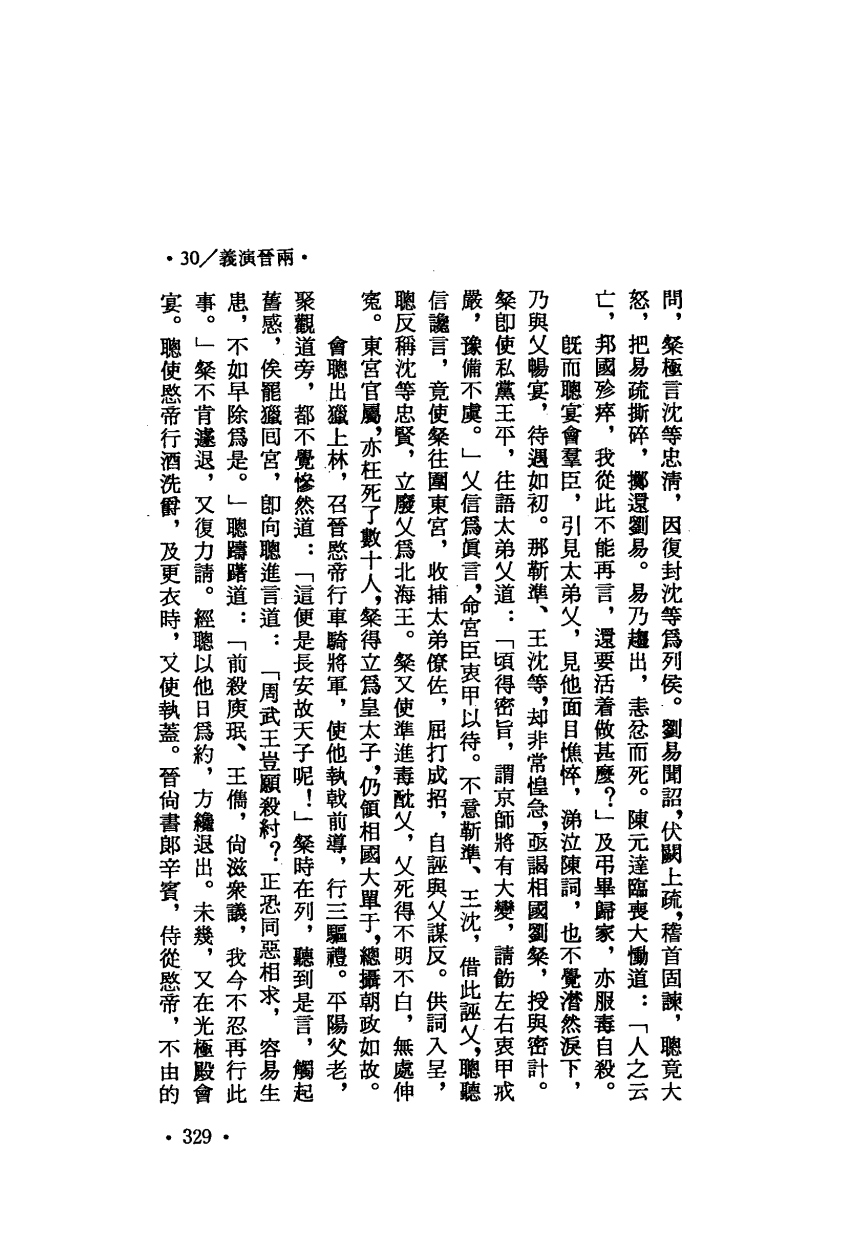 ·30/義演晉兩·
問，粲極言沈等忠清，因復封沈等爲列侯。劉易聞詔，伏闕上疏，稽首固諫，聰竟大
怒，把易疏撕碎，擲還劉易。易乃趨出，恚忿而死。陳元達臨喪大慟道：「人之云
亡，邦國殄瘁，我從此不能再言，還要活着做甚麼？」及弔畢歸家，亦服毒自殺。
既而聰宴會羣臣，引見太弟乂，見他面目憔悴，涕泣陳詞，也不覺潸然淚下，
乃與乂暢宴，待遇如初。那靳準、王沈等，却非常惶急，亟謁相國劉粲，授與密計。
粲卽使私黨王平，往語太弟乂道：「頃得密旨，謂京師將有大變，請飭左右衷甲戒
嚴，豫備不虞。」乂信爲眞言，命宮臣衷甲以待。不意靳準、王沈，借此誣乂，聰聽
信讒言，竟使粲往圍東宮，收捕太弟僚佐，屈打成招，自誣與乂謀反。供詞入呈，
聰反稱沈等忠賢，立廢乂爲北海王。粲又使準進毒酖乂，乂死得不明不白，無處伸
冤。東宮官屬，亦枉死了數十人，粲得立爲皇太子，仍領相國大單于，總攝朝政如故。
會聰出獵上林，召晉愍帝行車騎將軍，使他執戟前導，行三驅禮。平陽父老，
聚觀道旁，都不覺慘然道：「這便是長安故天子呢！」粲時在列，聽到是言，觸起
舊感，俟罷獵囘宮，卽向聰進言道：「周武王豈願殺紂？正恐同惡相求，容易生
患，不如早除爲是。」聰躊躇道：「前殺庾珉、王儁，尙滋衆議，我今不忍再行此
事。」粲不肯遽退，又復力請。經聰以他日爲約，方纔退出。未幾，又在光極殿會
宴。聰使愍帝行酒洗爵，及更衣時，又使執蓋。晉尙書郞辛賓，侍從愍帝，不由的
·329·